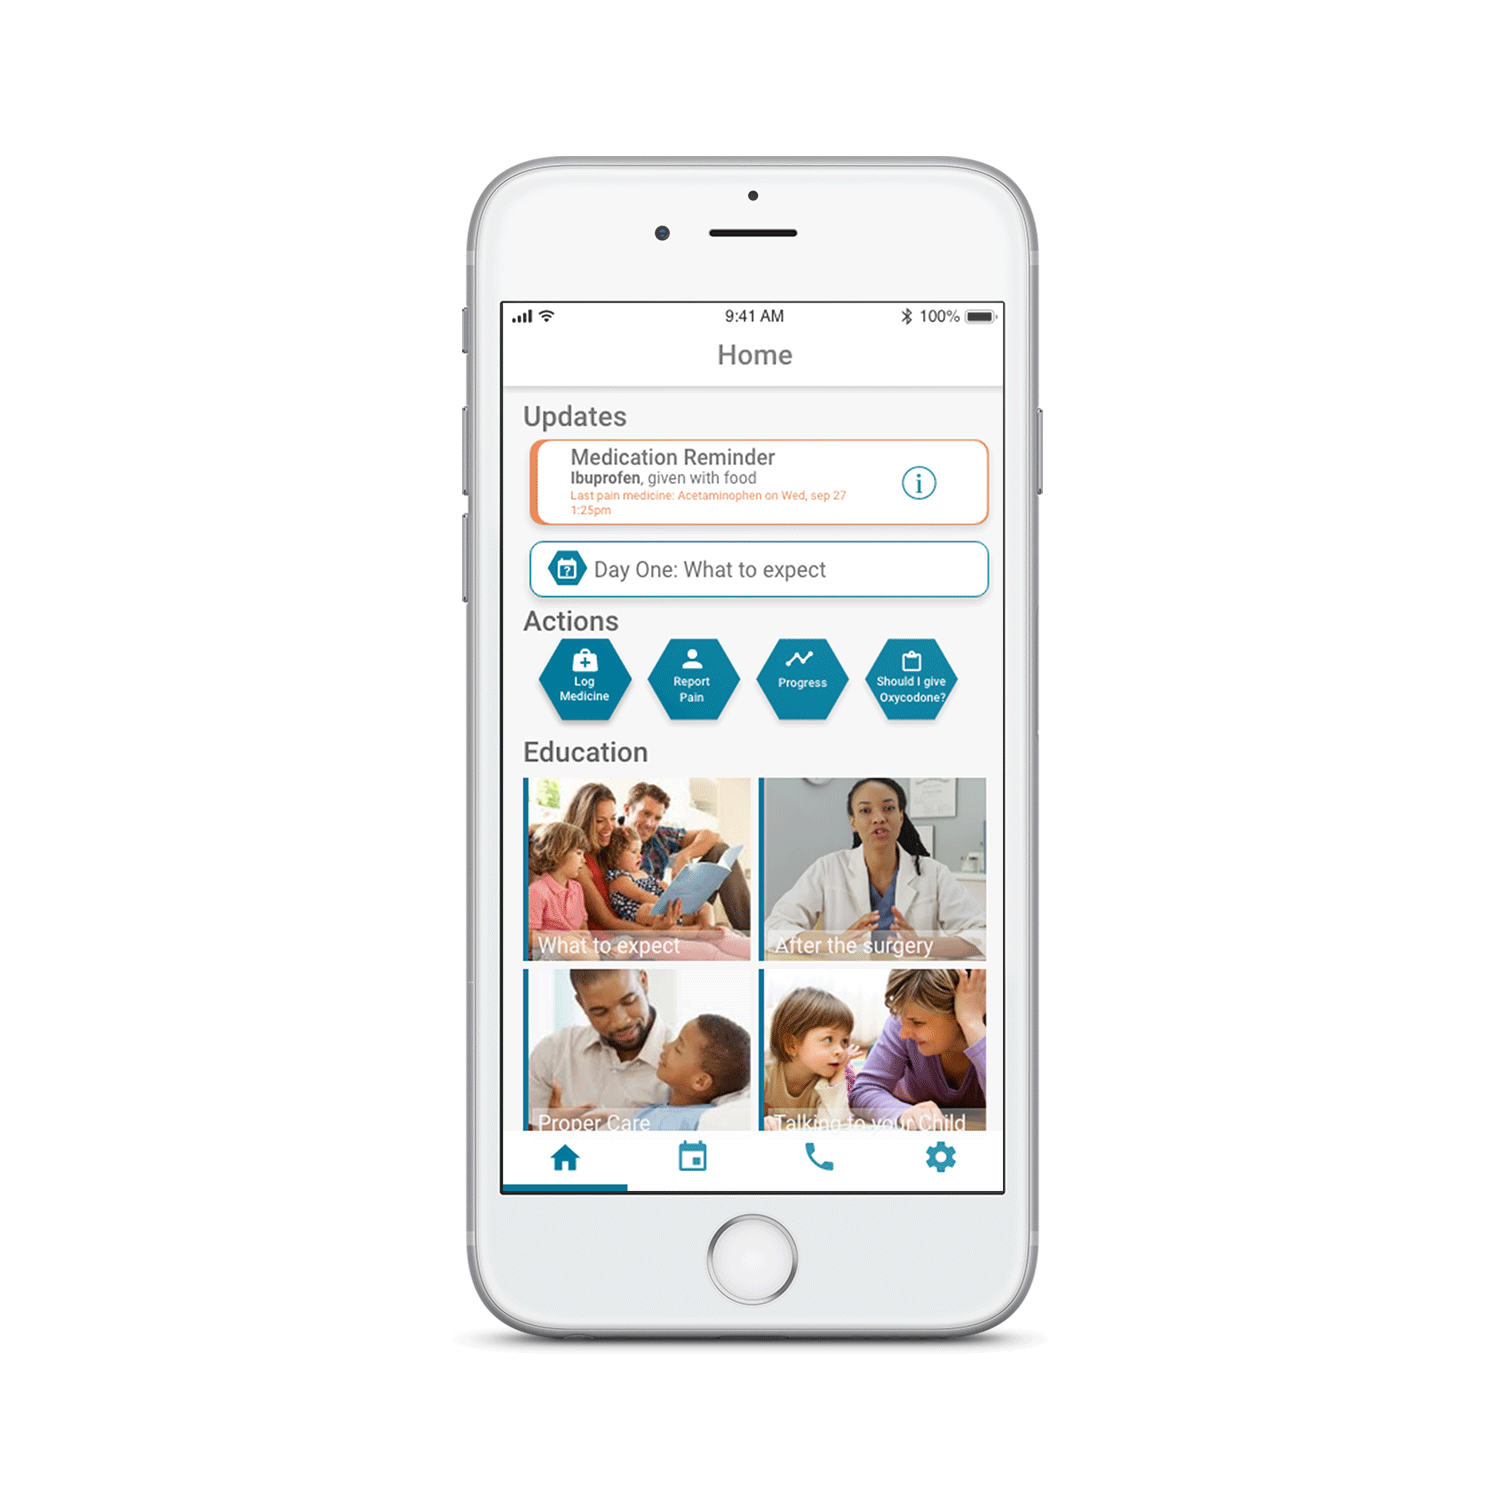 9:41 AM
100%
Home
Updates
Medication Reminder
Ibuprofen, given with food
Last pain medicine: Acetaminophen on Wed, sep 27
1:25pm
Day One: What to expect
Actions
Log
Medicine
Report
Pain
Progress
Should I give
Oxycodone?
Education
What to expect
After the surgery
Proper Care
Talking to your Child